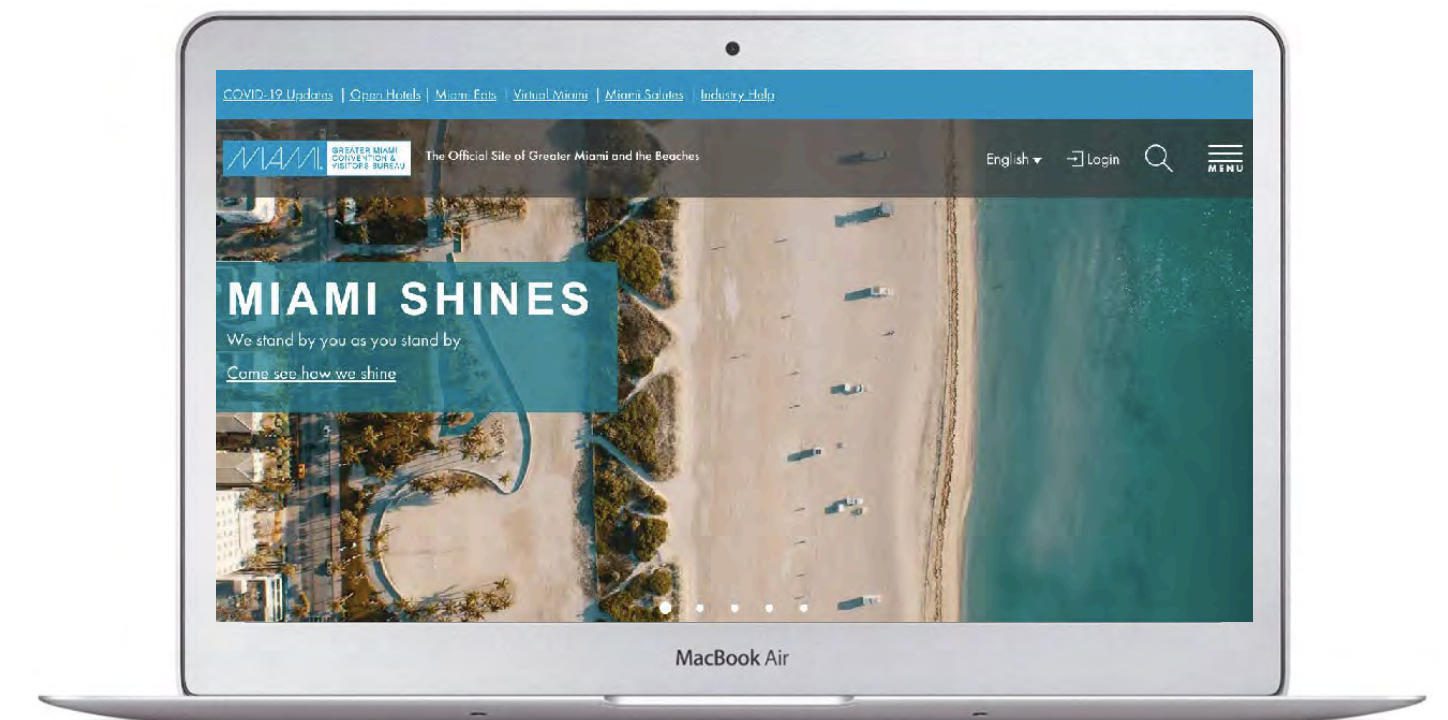 COVID-19 Updates | Open Hotels | Miami Eats | Virtual Miami | Miami Salutes | Industry Help
MIAMI GREATER MIAMI
CONVENTION &
VISITORS BUREAU
The Official Site of Greater Miami and the Beaches
English Login
MENU
MIAMI SHINES
We stand by you as you stand by
Come see how we shine
MacBook Air